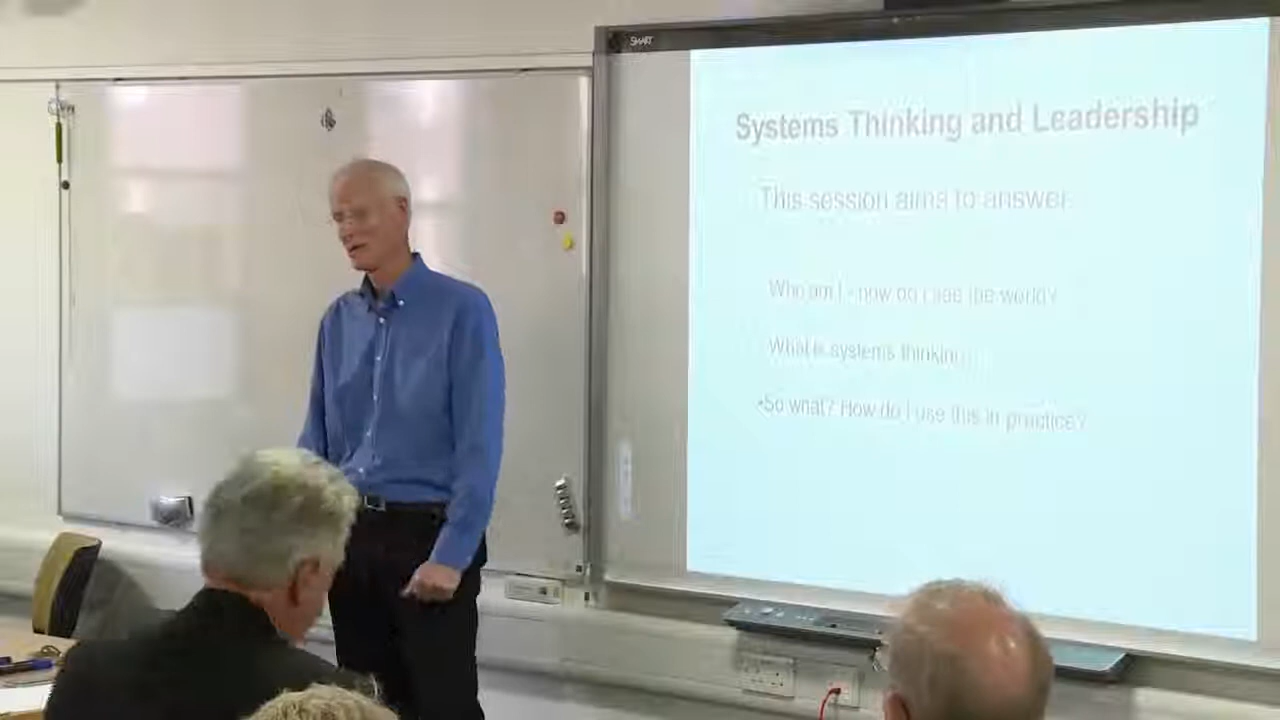 SMART
Systems Thinking and Leadership
This session aims to answer
Who am I - how do I see the world?
What is systems thinking
•So what? How do I use this in practice?